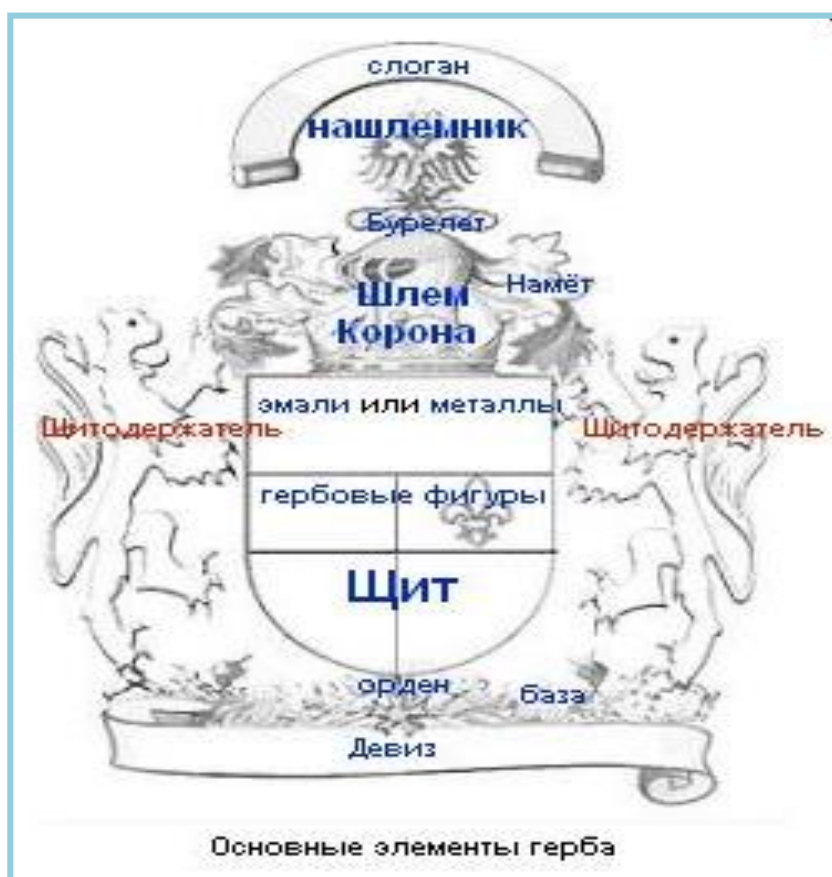 слоган
нашлемник
Бурелет
Намёт
Шлем
Корона
эмали или металлы
Щитодержатель
Щитодержатель
гербовые фигуры
Щит
орден
база
Девиз
Основные элементы герба